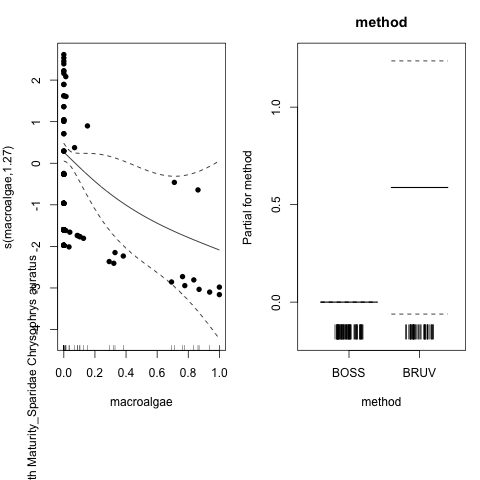 method
s(macroalgae,1.27)
th Maturity_Sparidae Chrysophrys auratus
2
1
0
-1
-2
-3
-4
0.0 0.2 0.4 0.6 0.8 1.0
macroalgae
Partial for method
1.0
0.5
0.0
BOSS BRUV
method